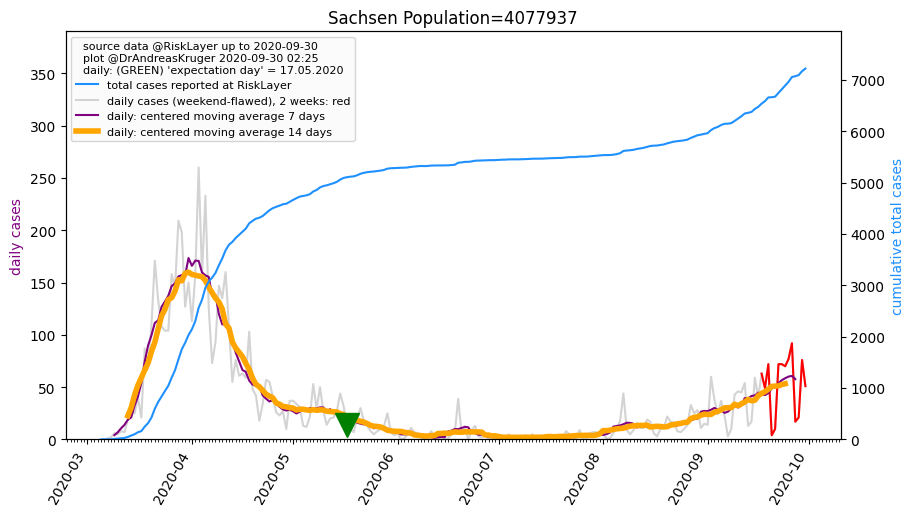 Sachsen Population=4077937
source data @RiskLayer up to 2020-09-30
plot @DrAndreasKruger 2020-09-30 02:25
daily: (GREEN) 'expectation day' = 17.05.2020
total cases reported at RiskLayer
daily cases (weekend-flawed), 2 weeks: red
daily: centered moving average 7 days
daily: centered moving average 14 days
daily cases
350
300
250
200
150
100
50
0
cumulative total cases
7000
6000
5000
4000
3000
2000
1000
0
2020-03
2020-04
2020-05
2020-06
2020-07
2020-08
2020-09
2020-10